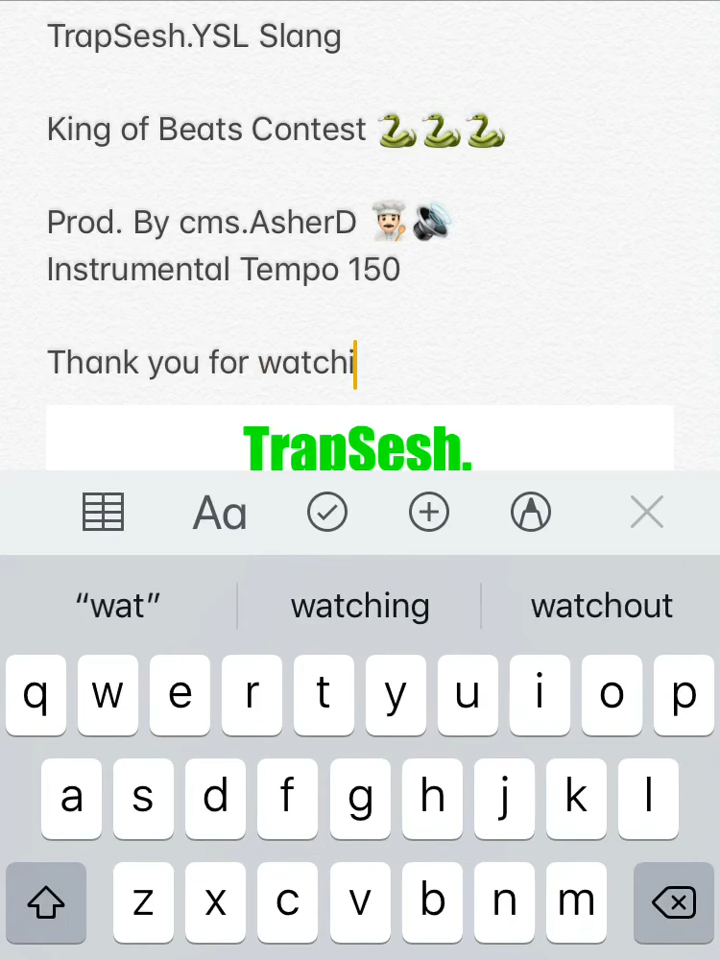 TrapSesh.YSL Slang
King of Beats Contest 🐍🐍🐍
Prod. By cms.AsherD 👨🏻‍🍳🔊
Instrumental Tempo 150
Thank you for watchi
TrapSesh.
Aa
“wat” watching watchout
q w e r t y u i o p
a s d f g h j k l
z x c v b n m